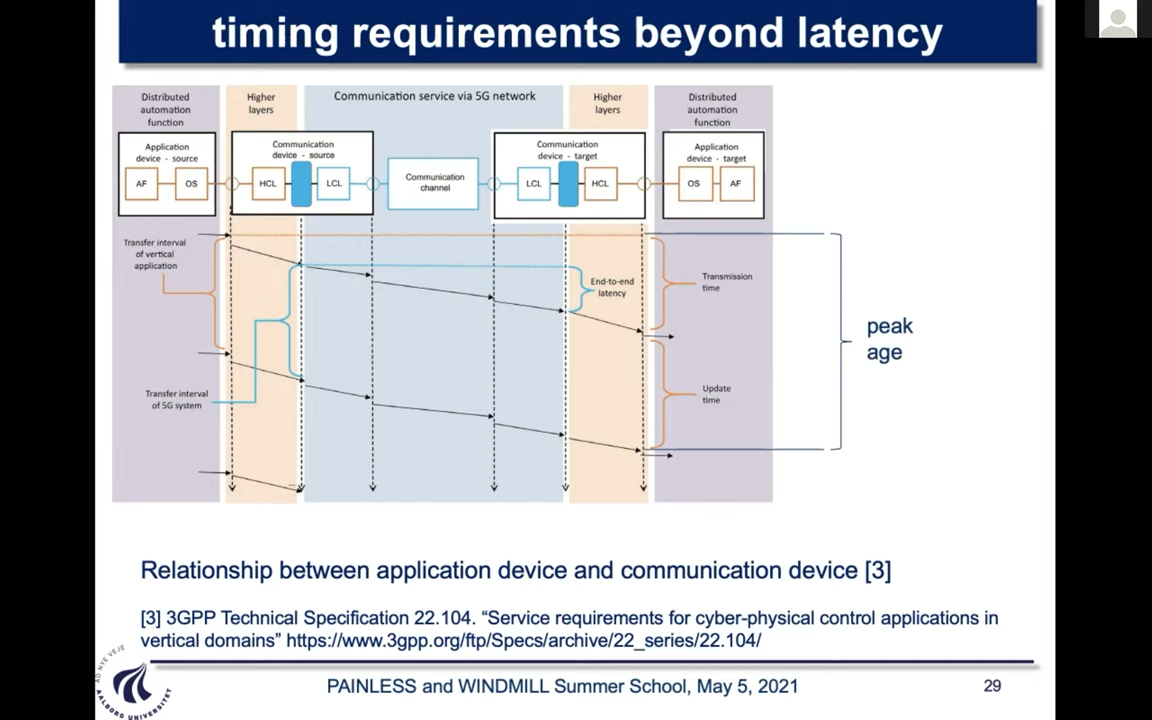 timing requirements beyond latency
Distributed
automation
function
Higher
layers
Communication service via 5G network
Higher
layers
Distributed
automation
function
Application
device - source
AF
OS
Communication
device - source
HCL
LCL
Communication
channel
Communication
device - target
LCL
HCL
Application
device - target
OS
AF
Transfer interval
of vertical
application
End-to-end
latency
Transmission
time
peak
age
Transfer interval
of 5G system
Update
time
...
Relationship between application device and communication device [3]
[3] 3GPP Technical Specification 22.104. “Service requirements for cyber-physical control applications in
vertical domains” https://www.3gpp.org/ftp/Specs/archive/22_series/22.104/
AD NYE VEJE
AALBORG UNIVERSITET
PAINLESS and WINDMILL Summer School, May 5, 2021
29